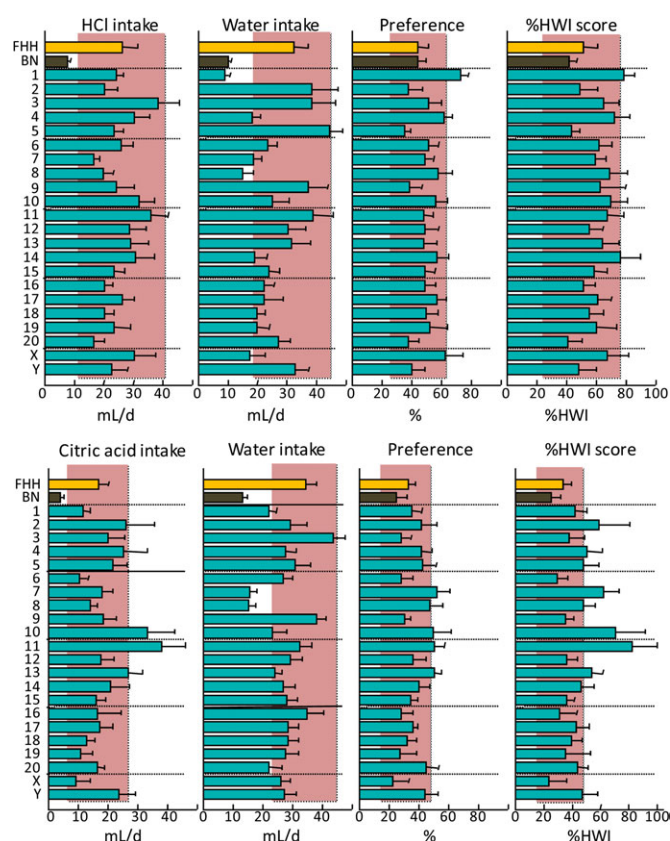 HCl intake Water intake Preference %HWI score
FHH
BN
1
2
3
4
5
6
7
8
9
10
11
12
13
14
15
16
17
18
19
20
X
Y
0 10 20 30 40 50 0 10 20 30 40 50 0 20 40 60 80 0 20 40 60 80 100
mL/d mL/d % %HWI
Citric acid intake Water intake Preference %HWI score
FHH
BN
1
2
3
4
5
6
7
8
9
10
11
12
13
14
15
16
17
18
19
20
X
Y
0 10 20 30 40 0 10 20 30 40 0 20 40 60 80 0 20 40 60 80 100
mL/d mL/d % %HWI